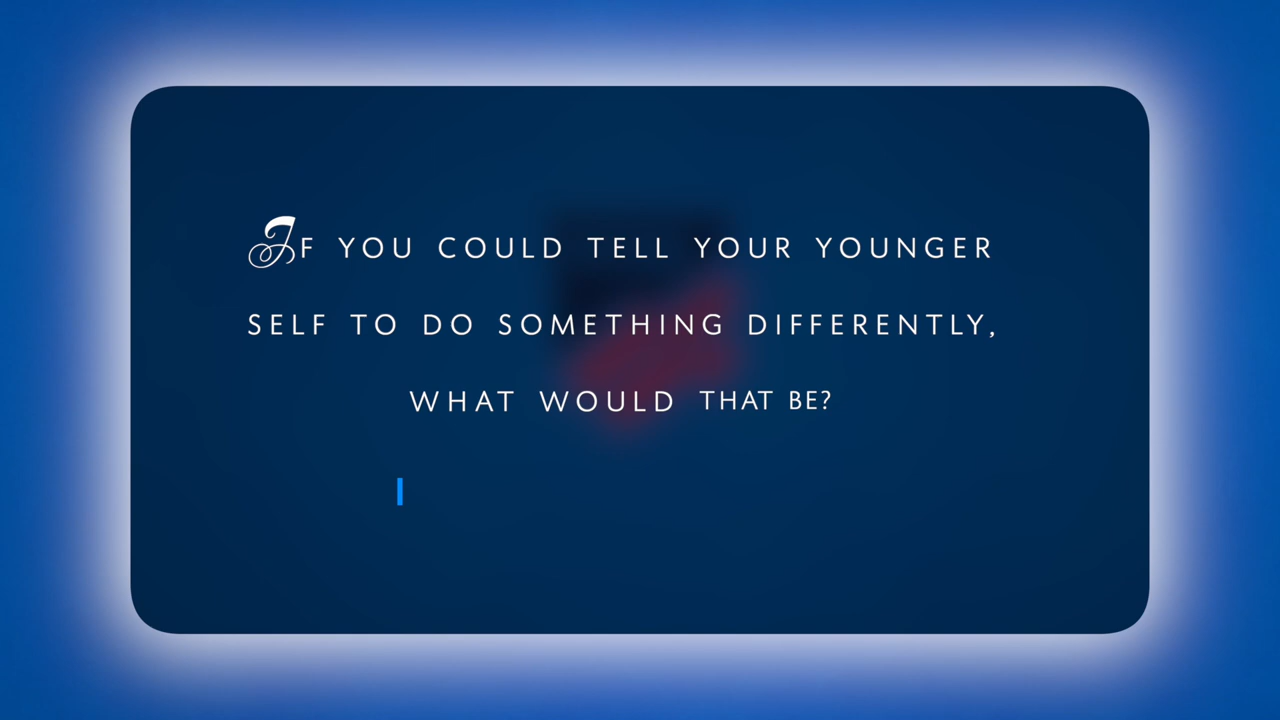 IF YOU COULD TELL YOUR YOUNGER
SELF TO DO SOMETHING DIFFERENTLY,
WHAT WOULD THAT BE?